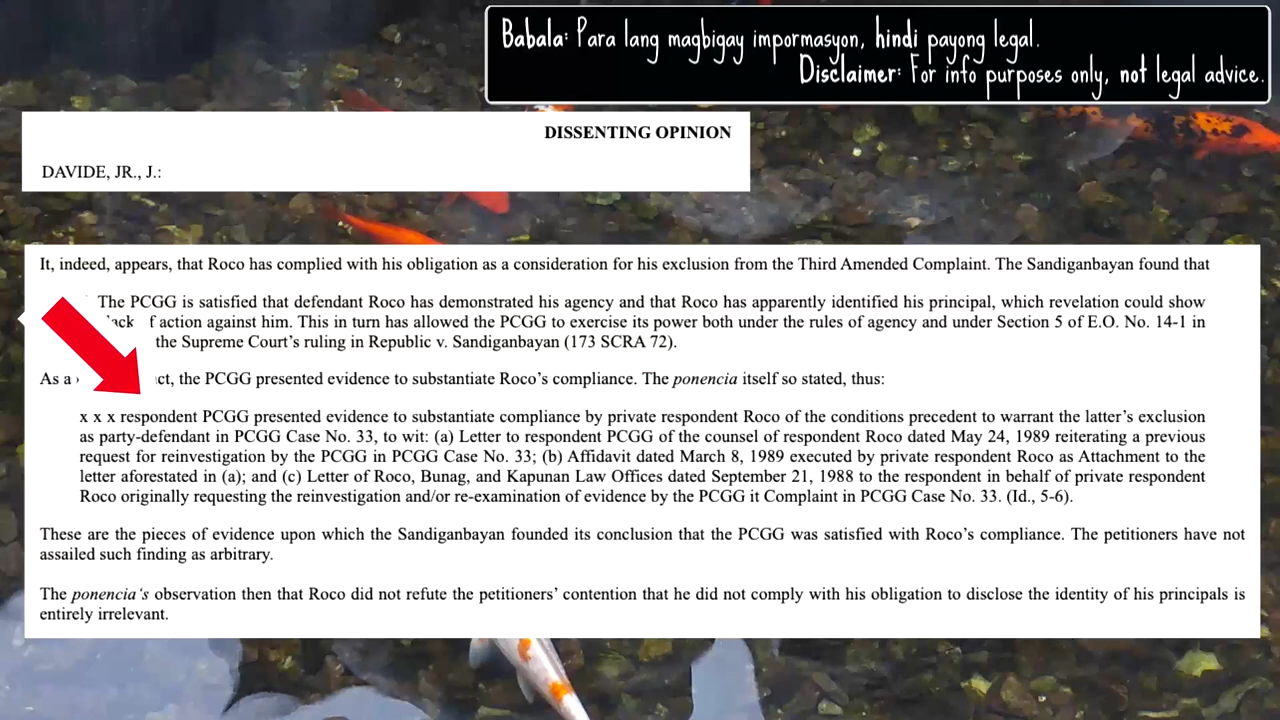 Babala: Para lang magbigay impormasyon, hindi payong legal.
Disclaimer: For info purposes only, not legal advice.
DISSENTING OPINION
DAVIDE, JR., J.:
It, indeed, appears, that Roco has complied with his obligation as a consideration for his exclusion from the Third Amended Complaint. The Sandiganbayan found that
The PCGG is satisfied that defendant Roco has demonstrated his agency and that Roco has apparently identified his principal, which revelation could show
action against him. This in turn has allowed the PCGG to exercise its power both under the rules of agency and under Section 5 of E.O. No. 14-1 in
the Supreme Court's ruling in Republic v. Sandiganbayan (173 SCRA 72).
As a the PCGG presented evidence to substantiate Roco's compliance. The ponencia itself so stated, thus:
x x x respondent PCGG presented evidence to substantiate compliance by private respondent Roco of the conditions precedent to warrant the latter's exclusion
as party-defendant in PCGG Case No. 33, to wit: (a) Letter to respondent PCGG of the counsel of respondent Roco dated May 24, 1989 reiterating a previous
request for reinvestigation by the PCGG in PCGG Case No. 33; (b) Affidavit dated March 8, 1989 executed by private respondent Roco as Attachment to the
letter aforestated in (a); and (c) Letter of Roco, Bunag, and Kapunan Law Offices dated September 21, 1988 to the respondent in behalf of private respondent
Roco originally requesting the reinvestigation and/or re-examination of evidence by the PCGG it Complaint in PCGG Case No. 33. (Id., 5-6).
These are the pieces of evidence upon which the Sandiganbayan founded its conclusion that the PCGG was satisfied with Roco's compliance. The petitioners have not
assailed such finding as arbitrary.
The ponencia's observation then that Roco did not refute the petitioners' contention that he did not comply with his obligation to disclose the identity of his principals is
entirely irrelevant.